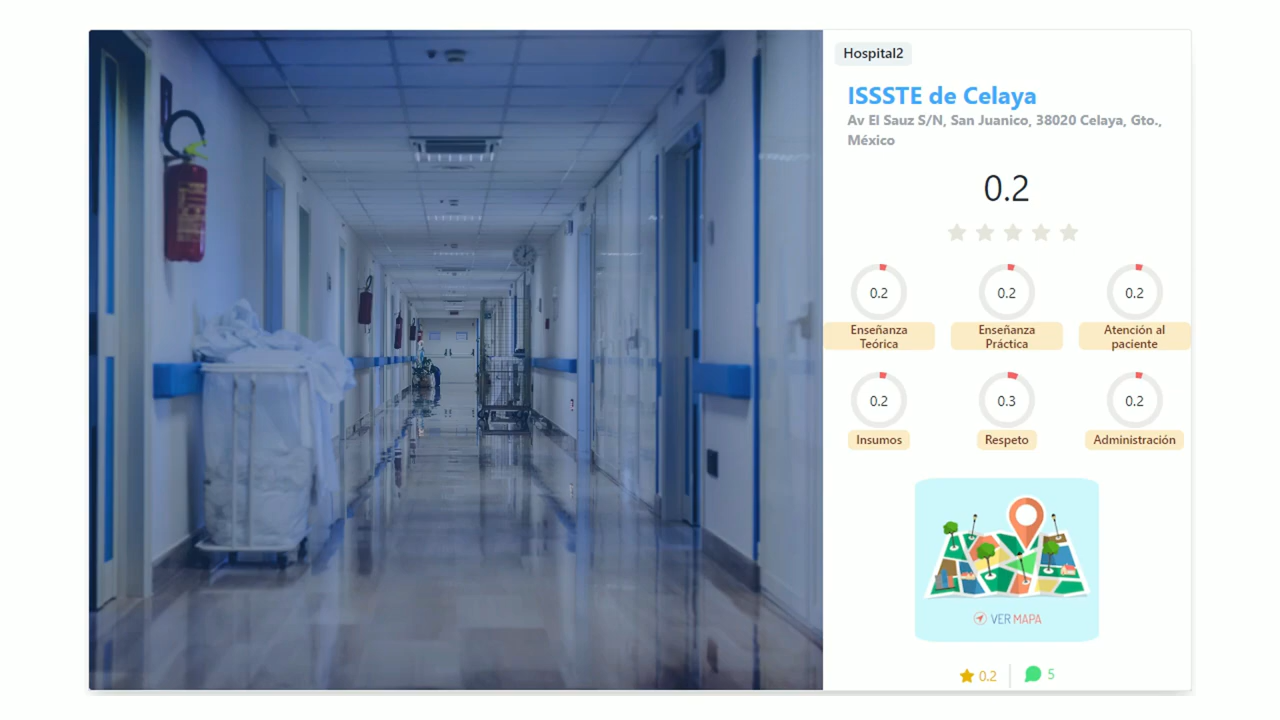 Hospital2
ISSSTE de Celaya
Av El Sauz S/N, San Juanico, 38020 Celaya, Gto.,
México
0.2
0.2
0.2
0.2
Enseñanza
Teórica
Enseñanza
Práctica
Atención al
paciente
0.2
0.3
0.2
Insumos
Respeto
Administración
VER MAPA
0.2
5